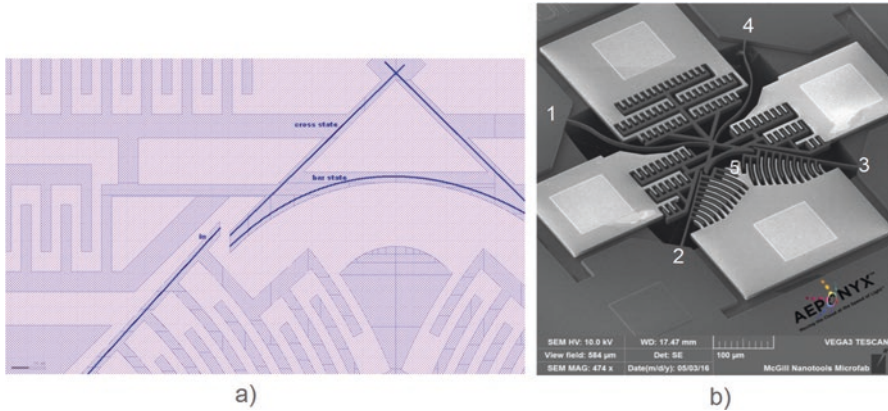 cross state
bar state
in
a)
4
1
5
3
2
AEPONYX
SEM HV: 10.0 kV WD: 17.47 mm VEGA3 TESCAN
View field: 584 µm Det: SE 100 µm
SEM MAG: 474 x Date(m/d/y): 05/03/16 McGill Nanotools Microfab
b)